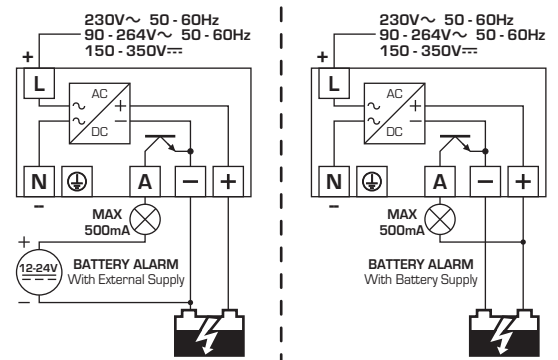 230V~ 50 - 60Hz
90 - 264V~ 50 - 60Hz
150 - 350V⎓
+
L
AC
~ +
~ −
DC
N
A
−
+
−
MAX
500mA
+
12-24V
−
BATTERY ALARM
With External Supply
230V~ 50 - 60Hz
90 - 264V~ 50 - 60Hz
150 - 350V⎓
+
L
AC
~ +
~ −
DC
N
A
−
+
−
MAX
500mA
BATTERY ALARM
With Battery Supply